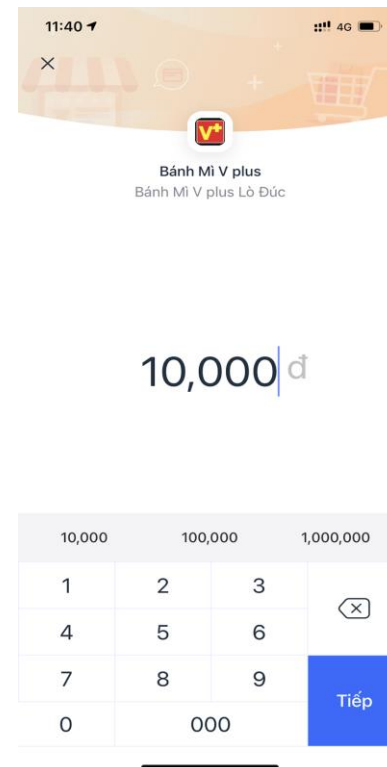 11:40
4G
V+
Bánh Mì V plus
Bánh Mì V plus Lò Đúc
10,000 đ
10,000 100,000 1,000,000
1 2 3
4 5 6
7 8 9
Tiếp
0 000